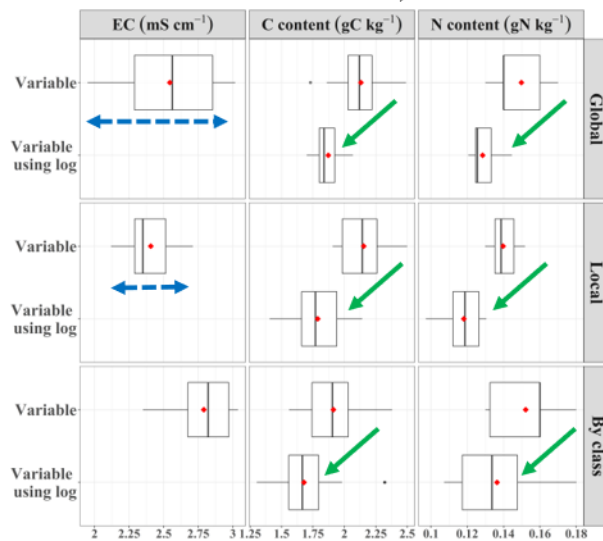 EC (mS cm⁻¹) C content (gC kg⁻¹) N content (gN kg⁻¹)
Variable
Variable
using log
Global
Variable
Variable
using log
Local
Variable
Variable
using log
By class
2 2.25 2.5 2.75 3 1.25 1.5 1.75 2 2.25 2.5 0.1 0.12 0.14 0.16 0.18